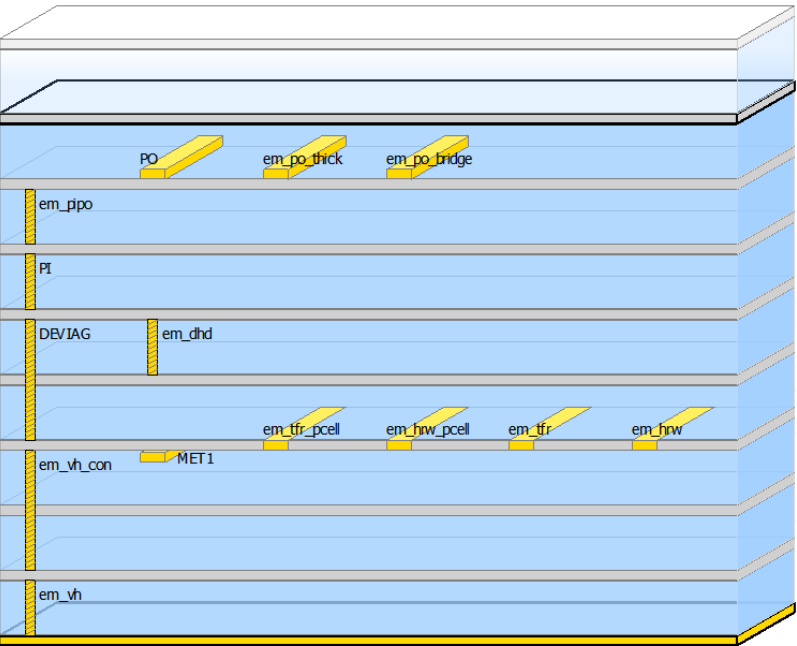 PO
em_po_thick
em_po_bridge
em_pipo
PI
DEVIAG
em_dhd
em_tfr_pcell
em_hrw_pcell
em_tfr
em_hrw
em_vh_con
MET1
em_vh